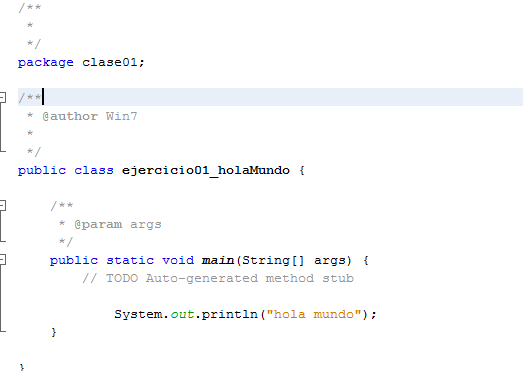 /**
 *
 */
package clase01;
/**
 * @author Win7
 *
 */
public class ejercicio01_holaMundo {
    /**
     * @param args
     */
    public static void main(String[] args) {
        // TODO Auto-generated method stub
            System.out.println("hola mundo");
    }
}